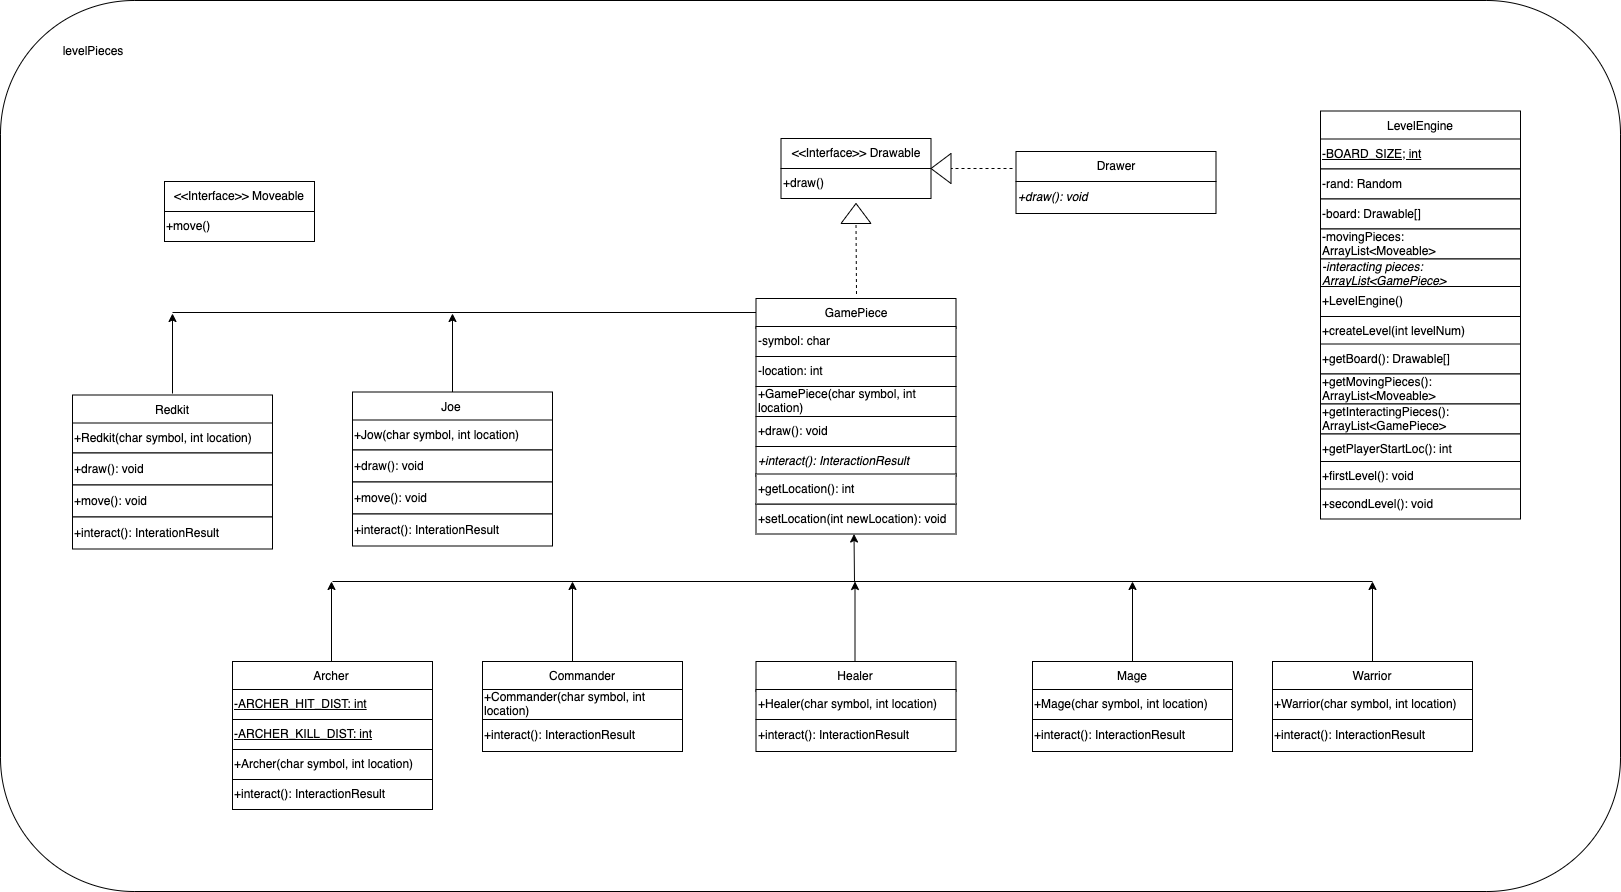 levelPieces
<<Interface>> Moveable
+move()
<<Interface>> Drawable
+draw()
Drawer
+draw(): void
LevelEngine
-BOARD_SIZE; int
-rand: Random
-board: Drawable[]
-movingPieces:
ArrayList<Moveable>
-interacting pieces:
ArrayList<GamePiece>
+LevelEngine()
+createLevel(int levelNum)
+getBoard(): Drawable[]
+getMovingPieces():
ArrayList<Moveable>
+getInteractingPieces():
ArrayList<GamePiece>
+getPlayerStartLoc(): int
+firstLevel(): void
+secondLevel(): void
GamePiece
-symbol: char
-location: int
+GamePiece(char symbol, int
location)
+draw(): void
+interact(): InteractionResult
+getLocation(): int
+setLocation(int newLocation): void
Redkit
+Redkit(char symbol, int location)
+draw(): void
+move(): void
+interact(): InterationResult
Joe
+Jow(char symbol, int location)
+draw(): void
+move(): void
+interact(): InterationResult
Archer
-ARCHER_HIT_DIST: int
-ARCHER_KILL_DIST: int
+Archer(char symbol, int location)
+interact(): InteractionResult
Commander
+Commander(char symbol, int
location)
+interact(): InteractionResult
Healer
+Healer(char symbol, int location)
+interact(): InteractionResult
Mage
+Mage(char symbol, int location)
+interact(): InteractionResult
Warrior
+Warrior(char symbol, int location)
+interact(): InteractionResult